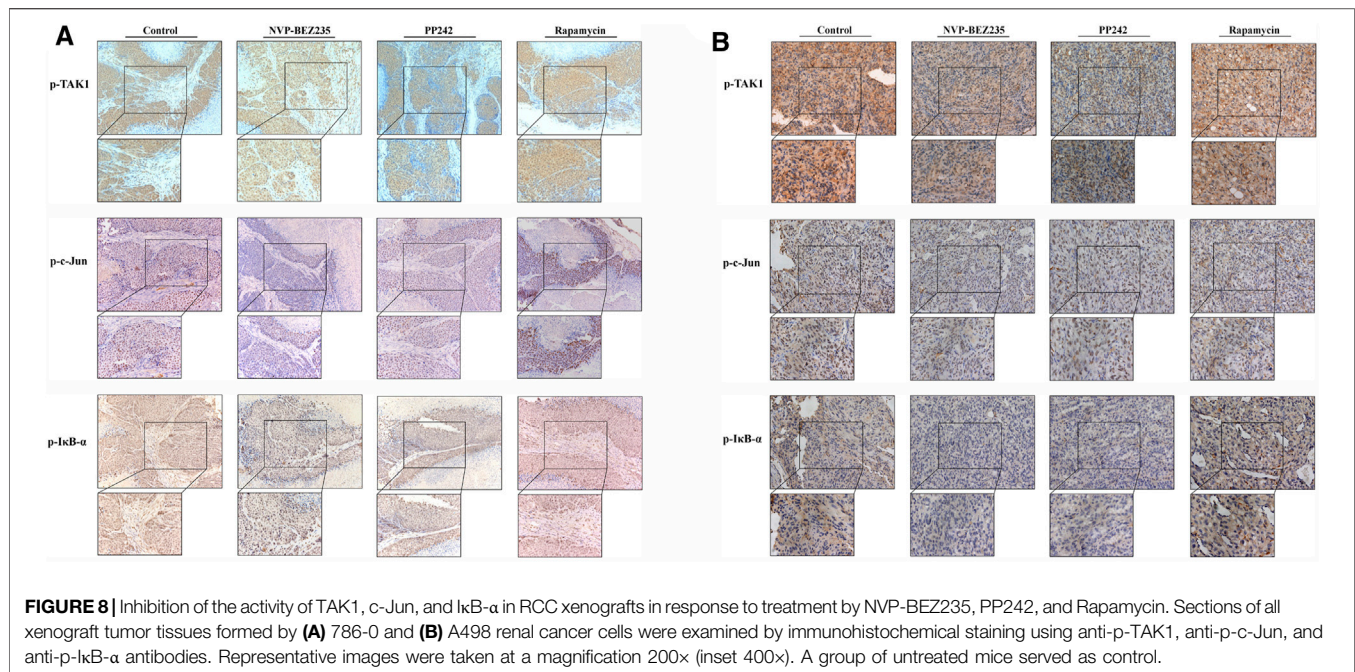 A
Control NVP-BEZ235 PP242 Rapamycin
p-TAK1
p-c-Jun
p-IκB-α
B
Control NVP-BEZ235 PP242 Rapamycin
p-TAK1
p-c-Jun
p-IκB-α
FIGURE 8 | Inhibition of the activity of TAK1, c-Jun, and IκB-α in RCC xenografts in response to treatment by NVP-BEZ235, PP242, and Rapamycin. Sections of all
xenograft tumor tissues formed by (A) 786-0 and (B) A498 renal cancer cells were examined by immunohistochemical staining using anti-p-TAK1, anti-p-c-Jun, and
anti-p-IκB-α antibodies. Representative images were taken at a magnification 200× (inset 400×). A group of untreated mice served as control.